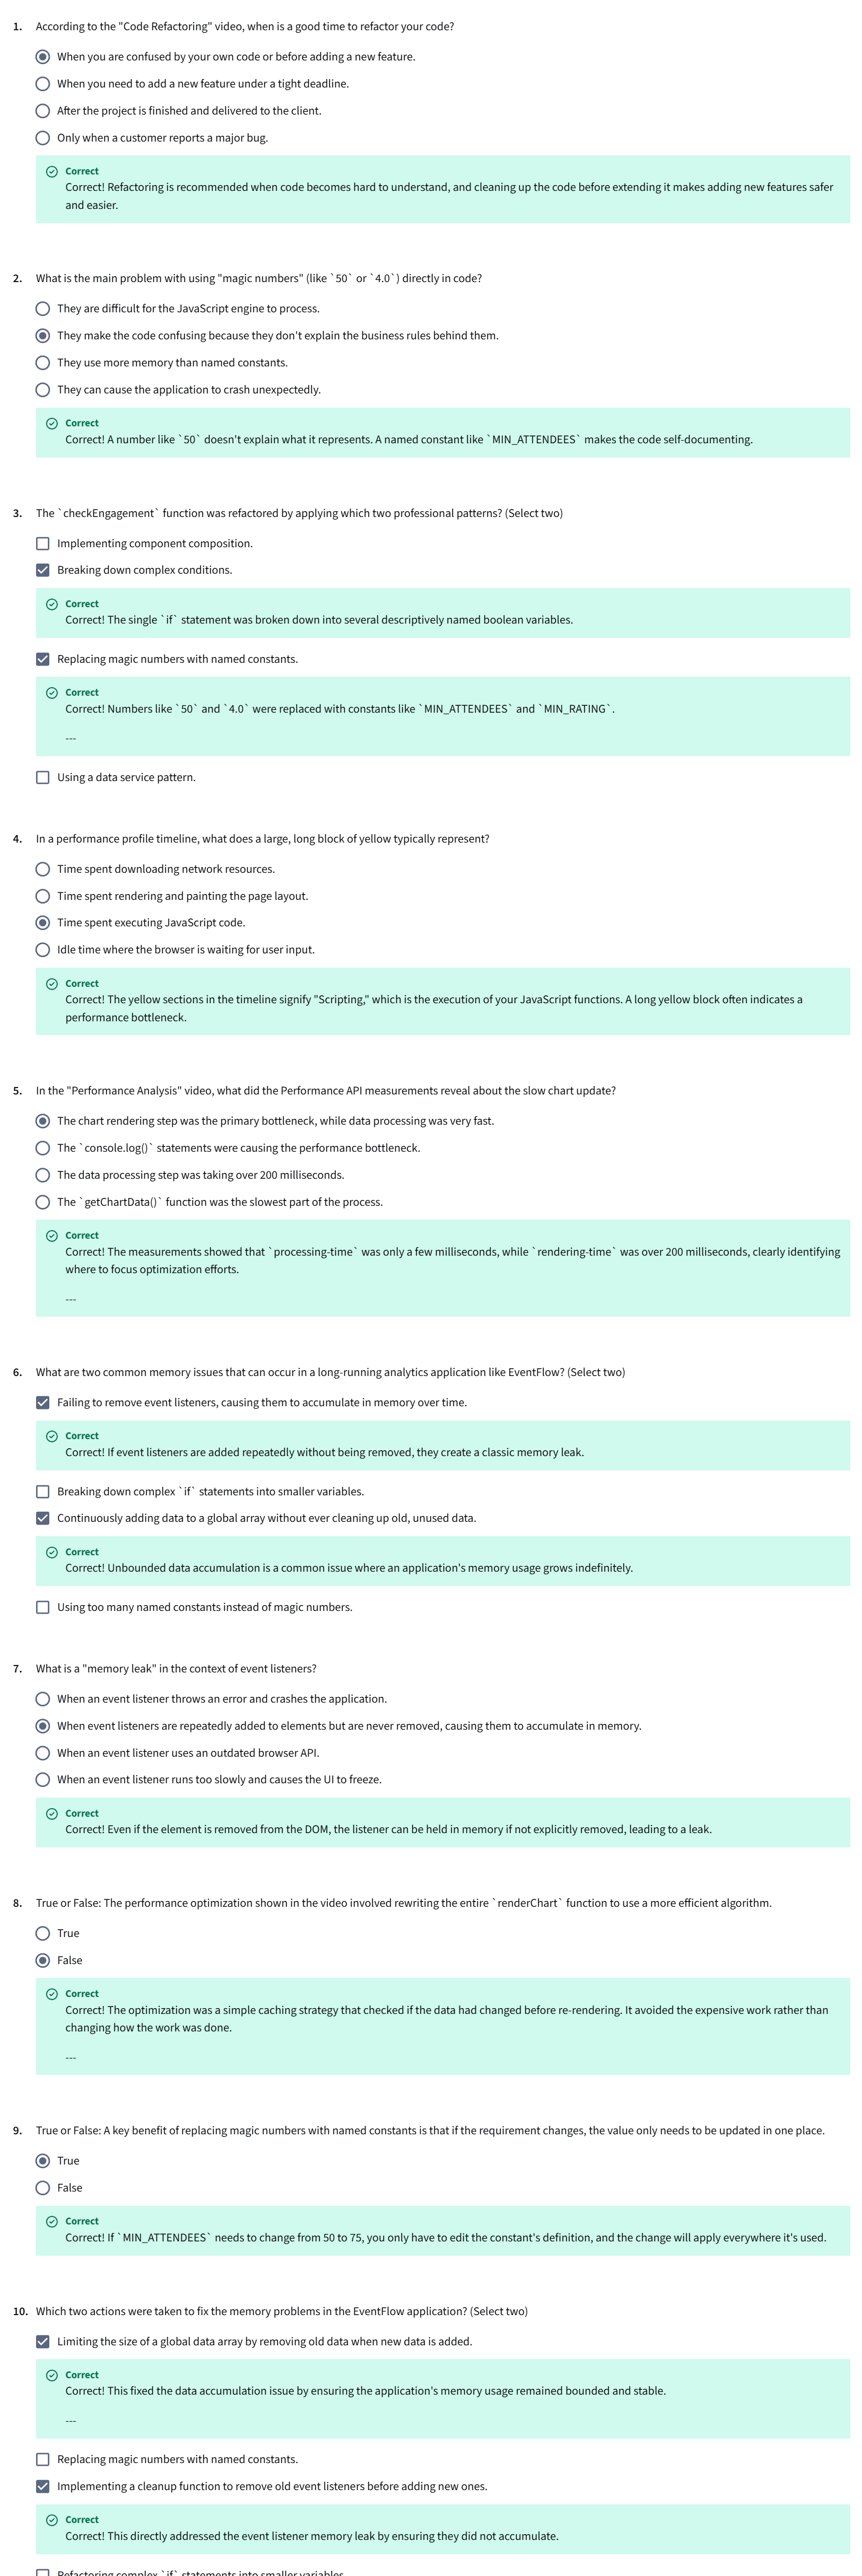 1. According to the "Code Refactoring" video, when is a good time to refactor your code?
When you are confused by your own code or before adding a new feature.
When you need to add a new feature under a tight deadline.
After the project is finished and delivered to the client.
Only when a customer reports a major bug.
Correct
Correct! Refactoring is recommended when code becomes hard to understand, and cleaning up the code before extending it makes adding new features safer
and easier.
2. What is the main problem with using "magic numbers" (like `50` or `4.0`) directly in code?
They are difficult for the JavaScript engine to process.
They make the code confusing because they don't explain the business rules behind them.
They use more memory than named constants.
They can cause the application to crash unexpectedly.
Correct
Correct! A number like `50` doesn't explain what it represents. A named constant like `MIN_ATTENDEES` makes the code self-documenting.
3. The `checkEngagement` function was refactored by applying which two professional patterns? (Select two)
Implementing component composition.
Breaking down complex conditions.
Correct
Correct! The single `if` statement was broken down into several descriptively named boolean variables.
Replacing magic numbers with named constants.
Correct
Correct! Numbers like `50` and `4.0` were replaced with constants like `MIN_ATTENDEES` and `MIN_RATING`.
---
Using a data service pattern.
4. In a performance profile timeline, what does a large, long block of yellow typically represent?
Time spent downloading network resources.
Time spent rendering and painting the page layout.
Time spent executing JavaScript code.
Idle time where the browser is waiting for user input.
Correct
Correct! The yellow sections in the timeline signify "Scripting," which is the execution of your JavaScript functions. A long yellow block often indicates a
performance bottleneck.
5. In the "Performance Analysis" video, what did the Performance API measurements reveal about the slow chart update?
The chart rendering step was the primary bottleneck, while data processing was very fast.
The `console.log()` statements were causing the performance bottleneck.
The data processing step was taking over 200 milliseconds.
The `getChartData()` function was the slowest part of the process.
Correct
Correct! The measurements showed that `processing-time` was only a few milliseconds, while `rendering-time` was over 200 milliseconds, clearly identifying
where to focus optimization efforts.
---
6. What are two common memory issues that can occur in a long-running analytics application like EventFlow? (Select two)
Failing to remove event listeners, causing them to accumulate in memory over time.
Correct
Correct! If event listeners are added repeatedly without being removed, they create a classic memory leak.
Breaking down complex `if` statements into smaller variables.
Continuously adding data to a global array without ever cleaning up old, unused data.
Correct
Correct! Unbounded data accumulation is a common issue where an application's memory usage grows indefinitely.
Using too many named constants instead of magic numbers.
7. What is a "memory leak" in the context of event listeners?
When an event listener throws an error and crashes the application.
When event listeners are repeatedly added to elements but are never removed, causing them to accumulate in memory.
When an event listener uses an outdated browser API.
When an event listener runs too slowly and causes the UI to freeze.
Correct
Correct! Even if the element is removed from the DOM, the listener can be held in memory if not explicitly removed, leading to a leak.
8. True or False: The performance optimization shown in the video involved rewriting the entire `renderChart` function to use a more efficient algorithm.
True
False
Correct
Correct! The optimization was a simple caching strategy that checked if the data had changed before re-rendering. It avoided the expensive work rather than
changing how the work was done.
---
9. True or False: A key benefit of replacing magic numbers with named constants is that if the requirement changes, the value only needs to be updated in one place.
True
False
Correct
Correct! If `MIN_ATTENDEES` needs to change from 50 to 75, you only have to edit the constant's definition, and the change will apply everywhere it's used.
10. Which two actions were taken to fix the memory problems in the EventFlow application? (Select two)
Limiting the size of a global data array by removing old data when new data is added.
Correct
Correct! This fixed the data accumulation issue by ensuring the application's memory usage remained bounded and stable.
---
Replacing magic numbers with named constants.
Implementing a cleanup function to remove old event listeners before adding new ones.
Correct
Correct! This directly addressed the event listener memory leak by ensuring they did not accumulate.
Refactoring complex `if` statements into smaller variables.